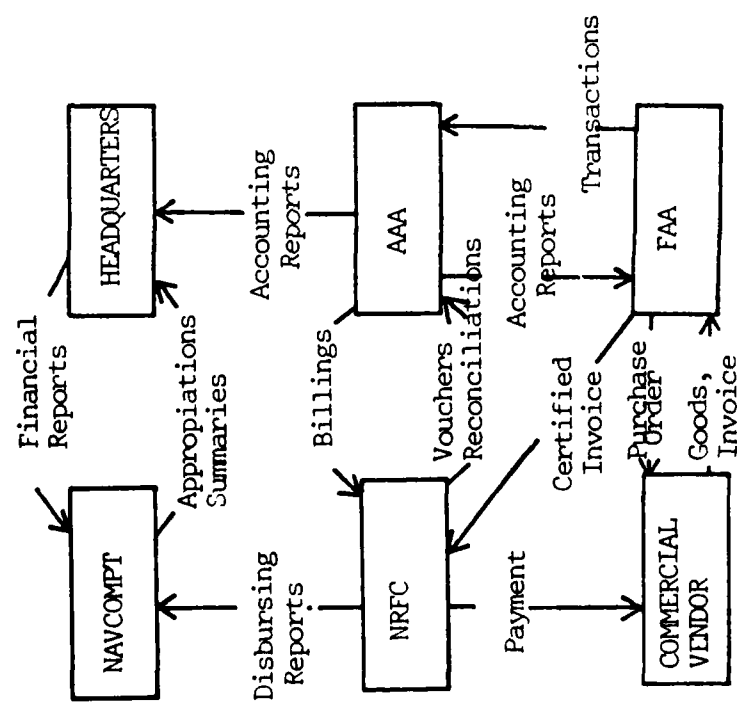 Financial
Reports
NAVCOMPT
HEADQUARTERS
Appropiations
Summaries
Disbursing
Reports
Accounting
Reports
Billings
NRFC
AAA
Vouchers
Reconciliations
Payment
Accounting
Reports
Certified
Invoice
Transactions
Purchase
Order
COMMERCIAL
VENDOR
FAA
Goods,
Invoice